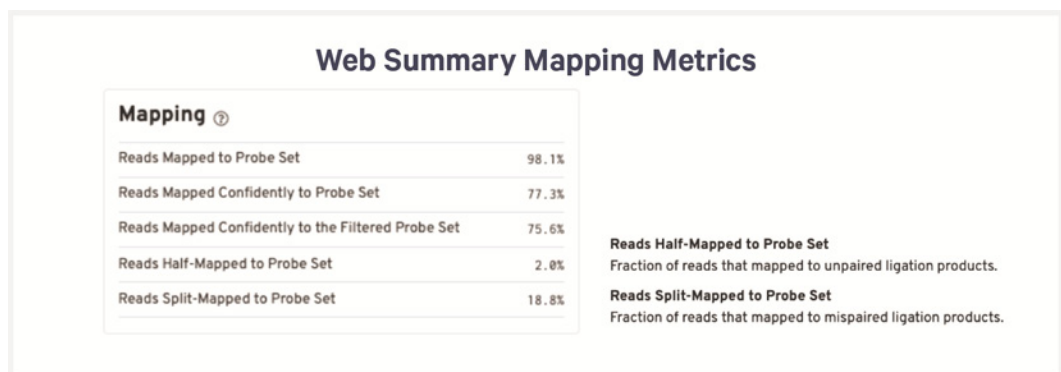 Web Summary Mapping Metrics
Mapping ?
Reads Mapped to Probe Set 98.1%
Reads Mapped Confidently to Probe Set 77.3%
Reads Mapped Confidently to the Filtered Probe Set 75.6%
Reads Half-Mapped to Probe Set 2.0%
Reads Split-Mapped to Probe Set 18.8%
Reads Half-Mapped to Probe Set
Fraction of reads that mapped to unpaired ligation products.
Reads Split-Mapped to Probe Set
Fraction of reads that mapped to mispaired ligation products.